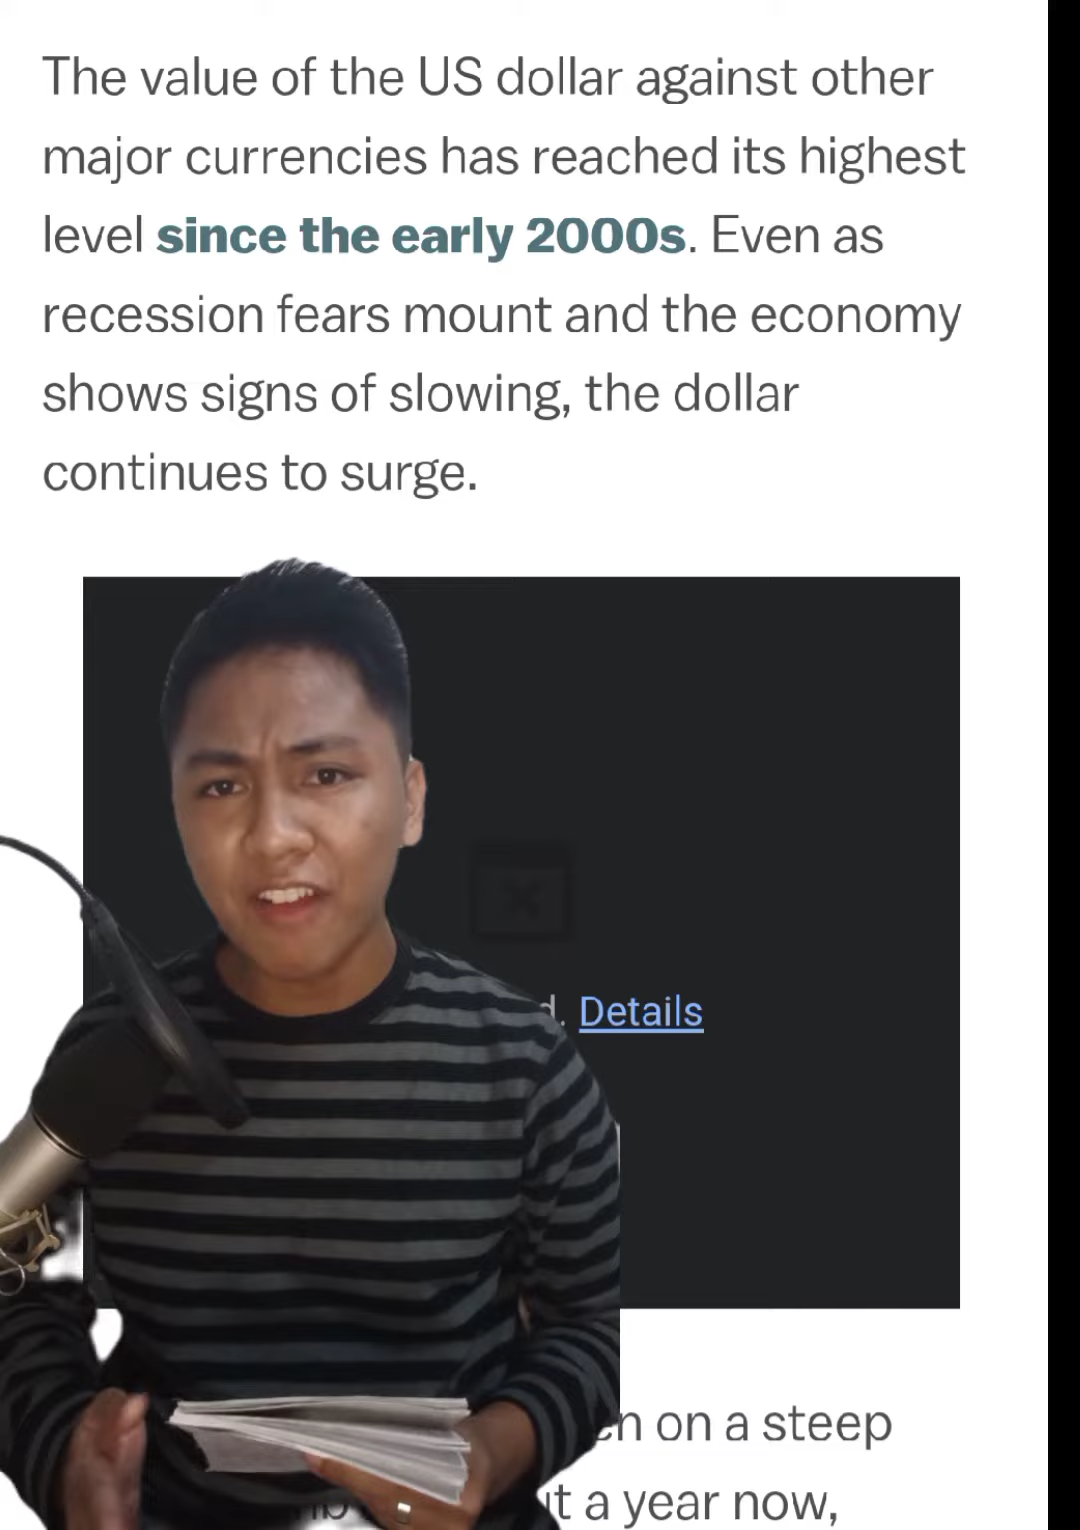 The value of the US dollar against other
major currencies has reached its highest
level since the early 2000s. Even as
recession fears mount and the economy
shows signs of slowing, the dollar
continues to surge.
Details
on a steep
a year now,